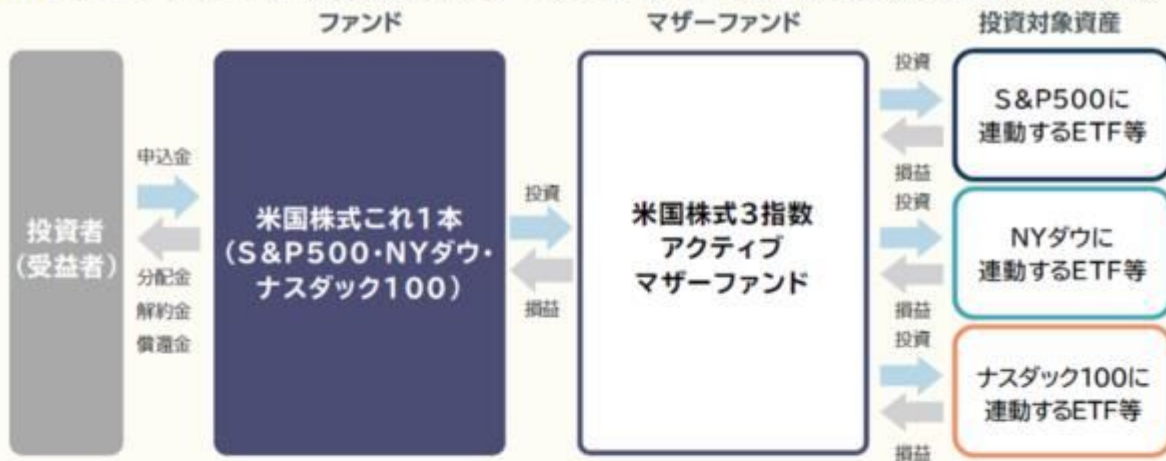 ファンド
マザーファンド
投資対象資産
投資者
(受益者)
申込金
分配金
解約金
償還金
米国株式これ1本
(S&P500・NYダウ・
ナスダック100)
投資
損益
米国株式3指数
アクティブ
マザーファンド
投資
損益
S&P500に
連動するETF等
投資
損益
NYダウに
連動するETF等
投資
損益
ナスダック100に
連動するETF等